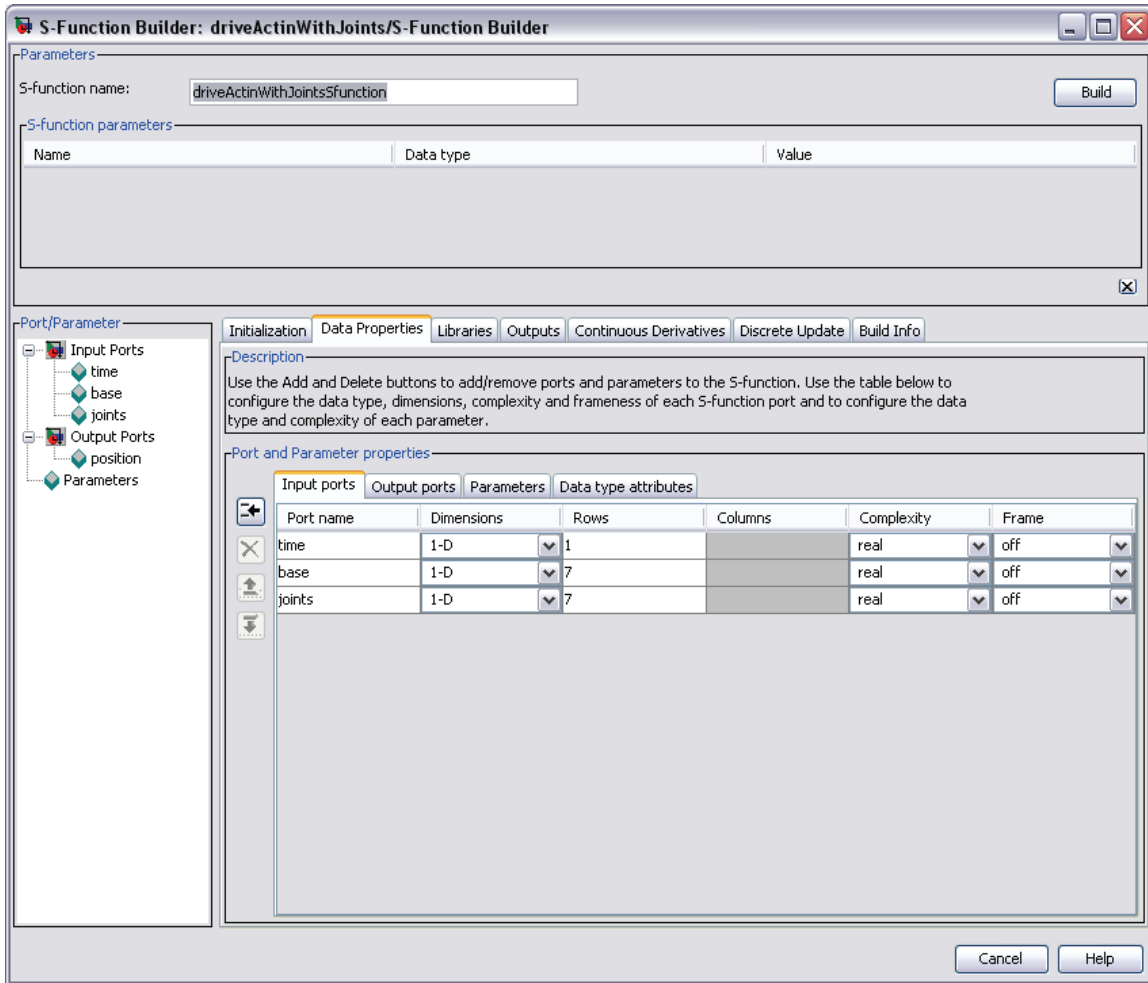 S-Function Builder: driveActinWithJoints/S-Function Builder
Parameters
S-function name: driveActinWithJointsSfunction Build
S-function parameters
Name Data type Value
Port/Parameter
Input Ports
time
base
joints
Output Ports
position
Parameters
Initialization Data Properties Libraries Outputs Continuous Derivatives Discrete Update Build Info
Description
Use the Add and Delete buttons to add/remove ports and parameters to the S-function. Use the table below to
configure the data type, dimensions, complexity and frameness of each S-function port and to configure the data
type and complexity of each parameter.
Port and Parameter properties
Input ports Output ports Parameters Data type attributes
Port name Dimensions Rows Columns Complexity Frame
time 1-D 1 real off
base 1-D 7 real off
joints 1-D 7 real off
Cancel Help